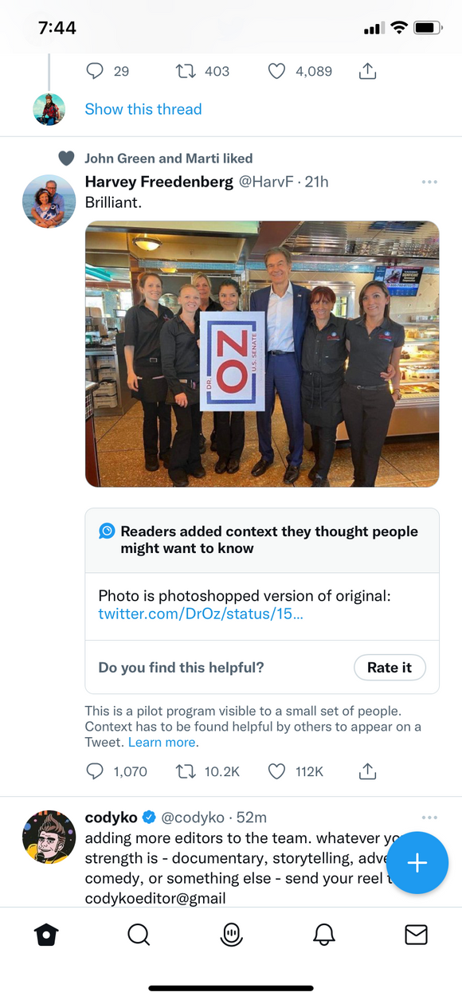 7:44
29 403 4,089
Show this thread
John Green and Marti liked
Harvey Freedenberg @HarvF · 21h
Brilliant.
DR.
OZ
U.S. SENATE
Readers added context they thought people
might want to know
Photo is photoshopped version of original:
twitter.com/DrOz/status/15...
Do you find this helpful?
Rate it
This is a pilot program visible to a small set of people.
Context has to be found helpful by others to appear on a
Tweet. Learn more.
1,070 10.2K 112K
codyko @codyko · 52m
adding more editors to the team. whatever yo
strength is - documentary, storytelling, adve
comedy, or something else - send your reel t
codykoeditor@gmail